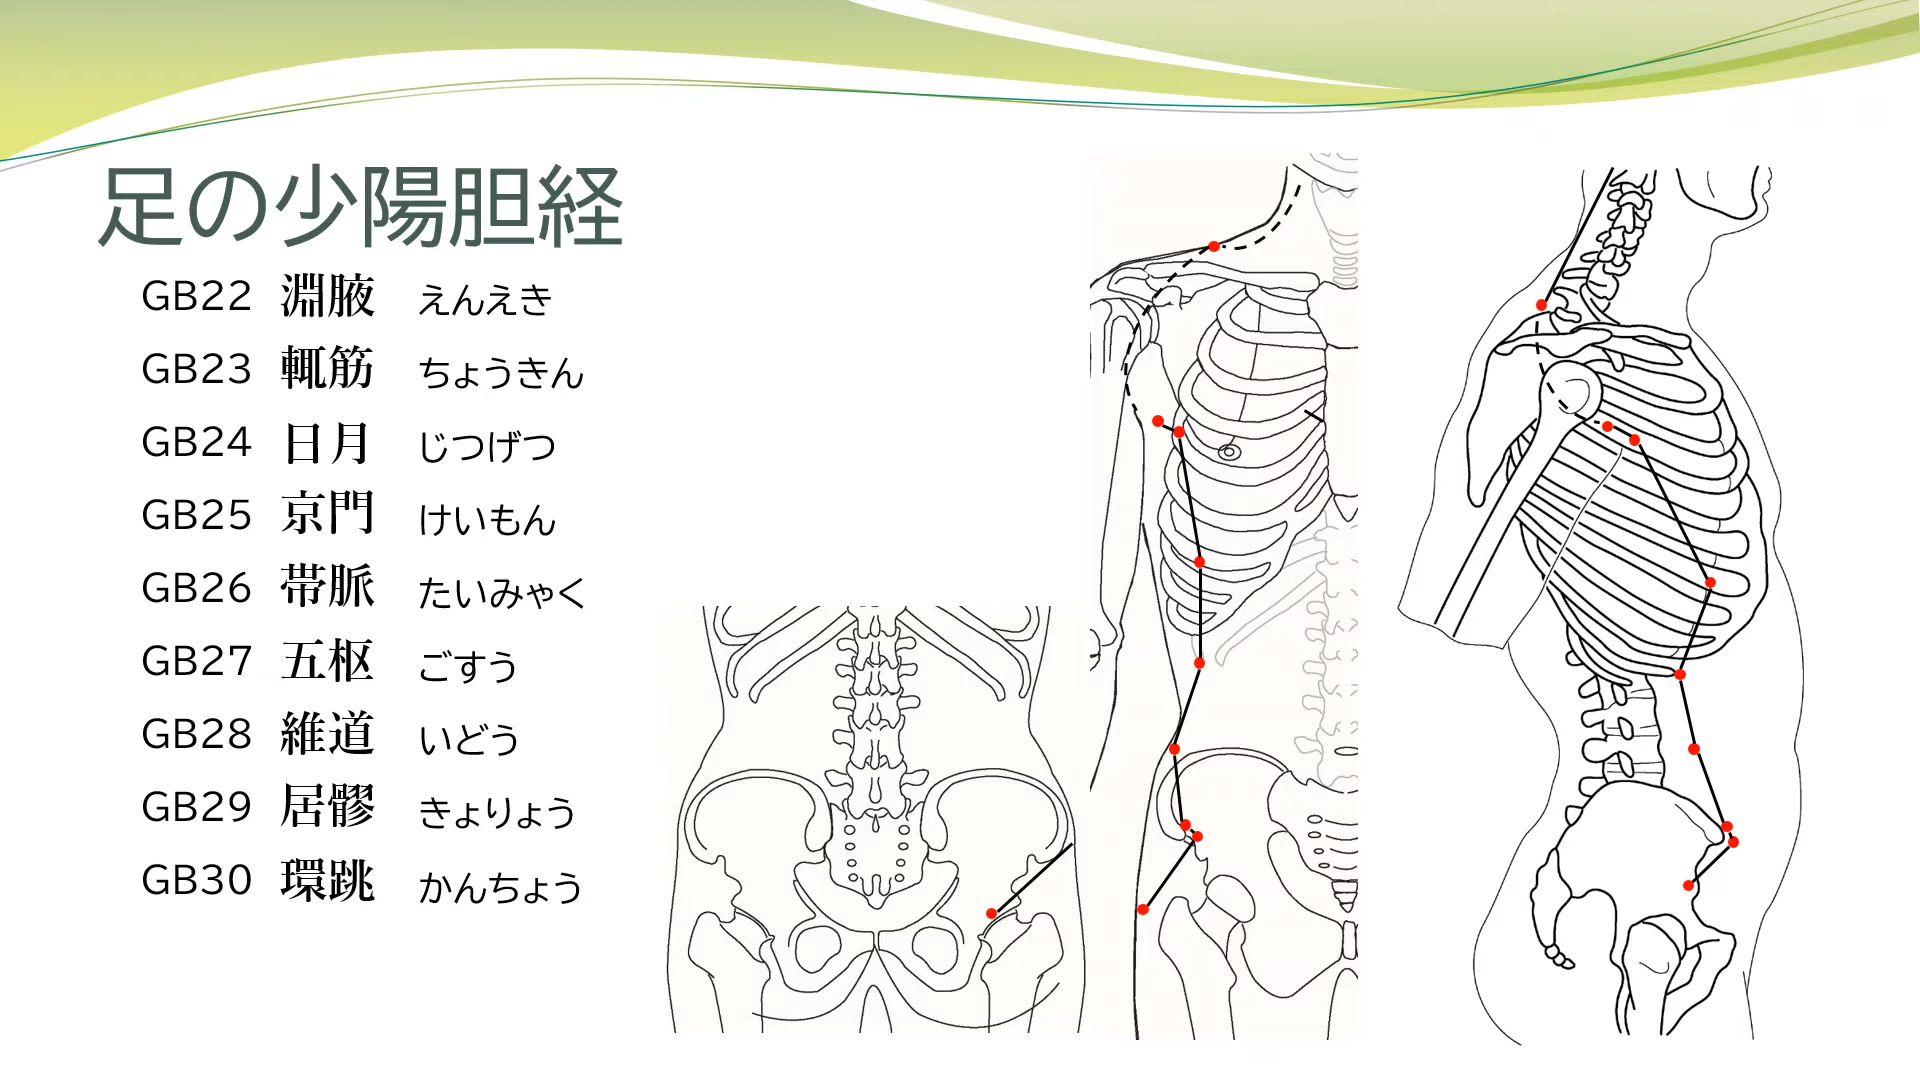 足の少陽胆経
GB22 淵腋 えんえき
GB23 輒筋 ちょうきん
GB24 日月 じつげつ
GB25 京門 けいもん
GB26 帯脈 たいみゃく
GB27 五枢 ごすう
GB28 維道 いどう
GB29 居髎 きょりょう
GB30 環跳 かんちょう